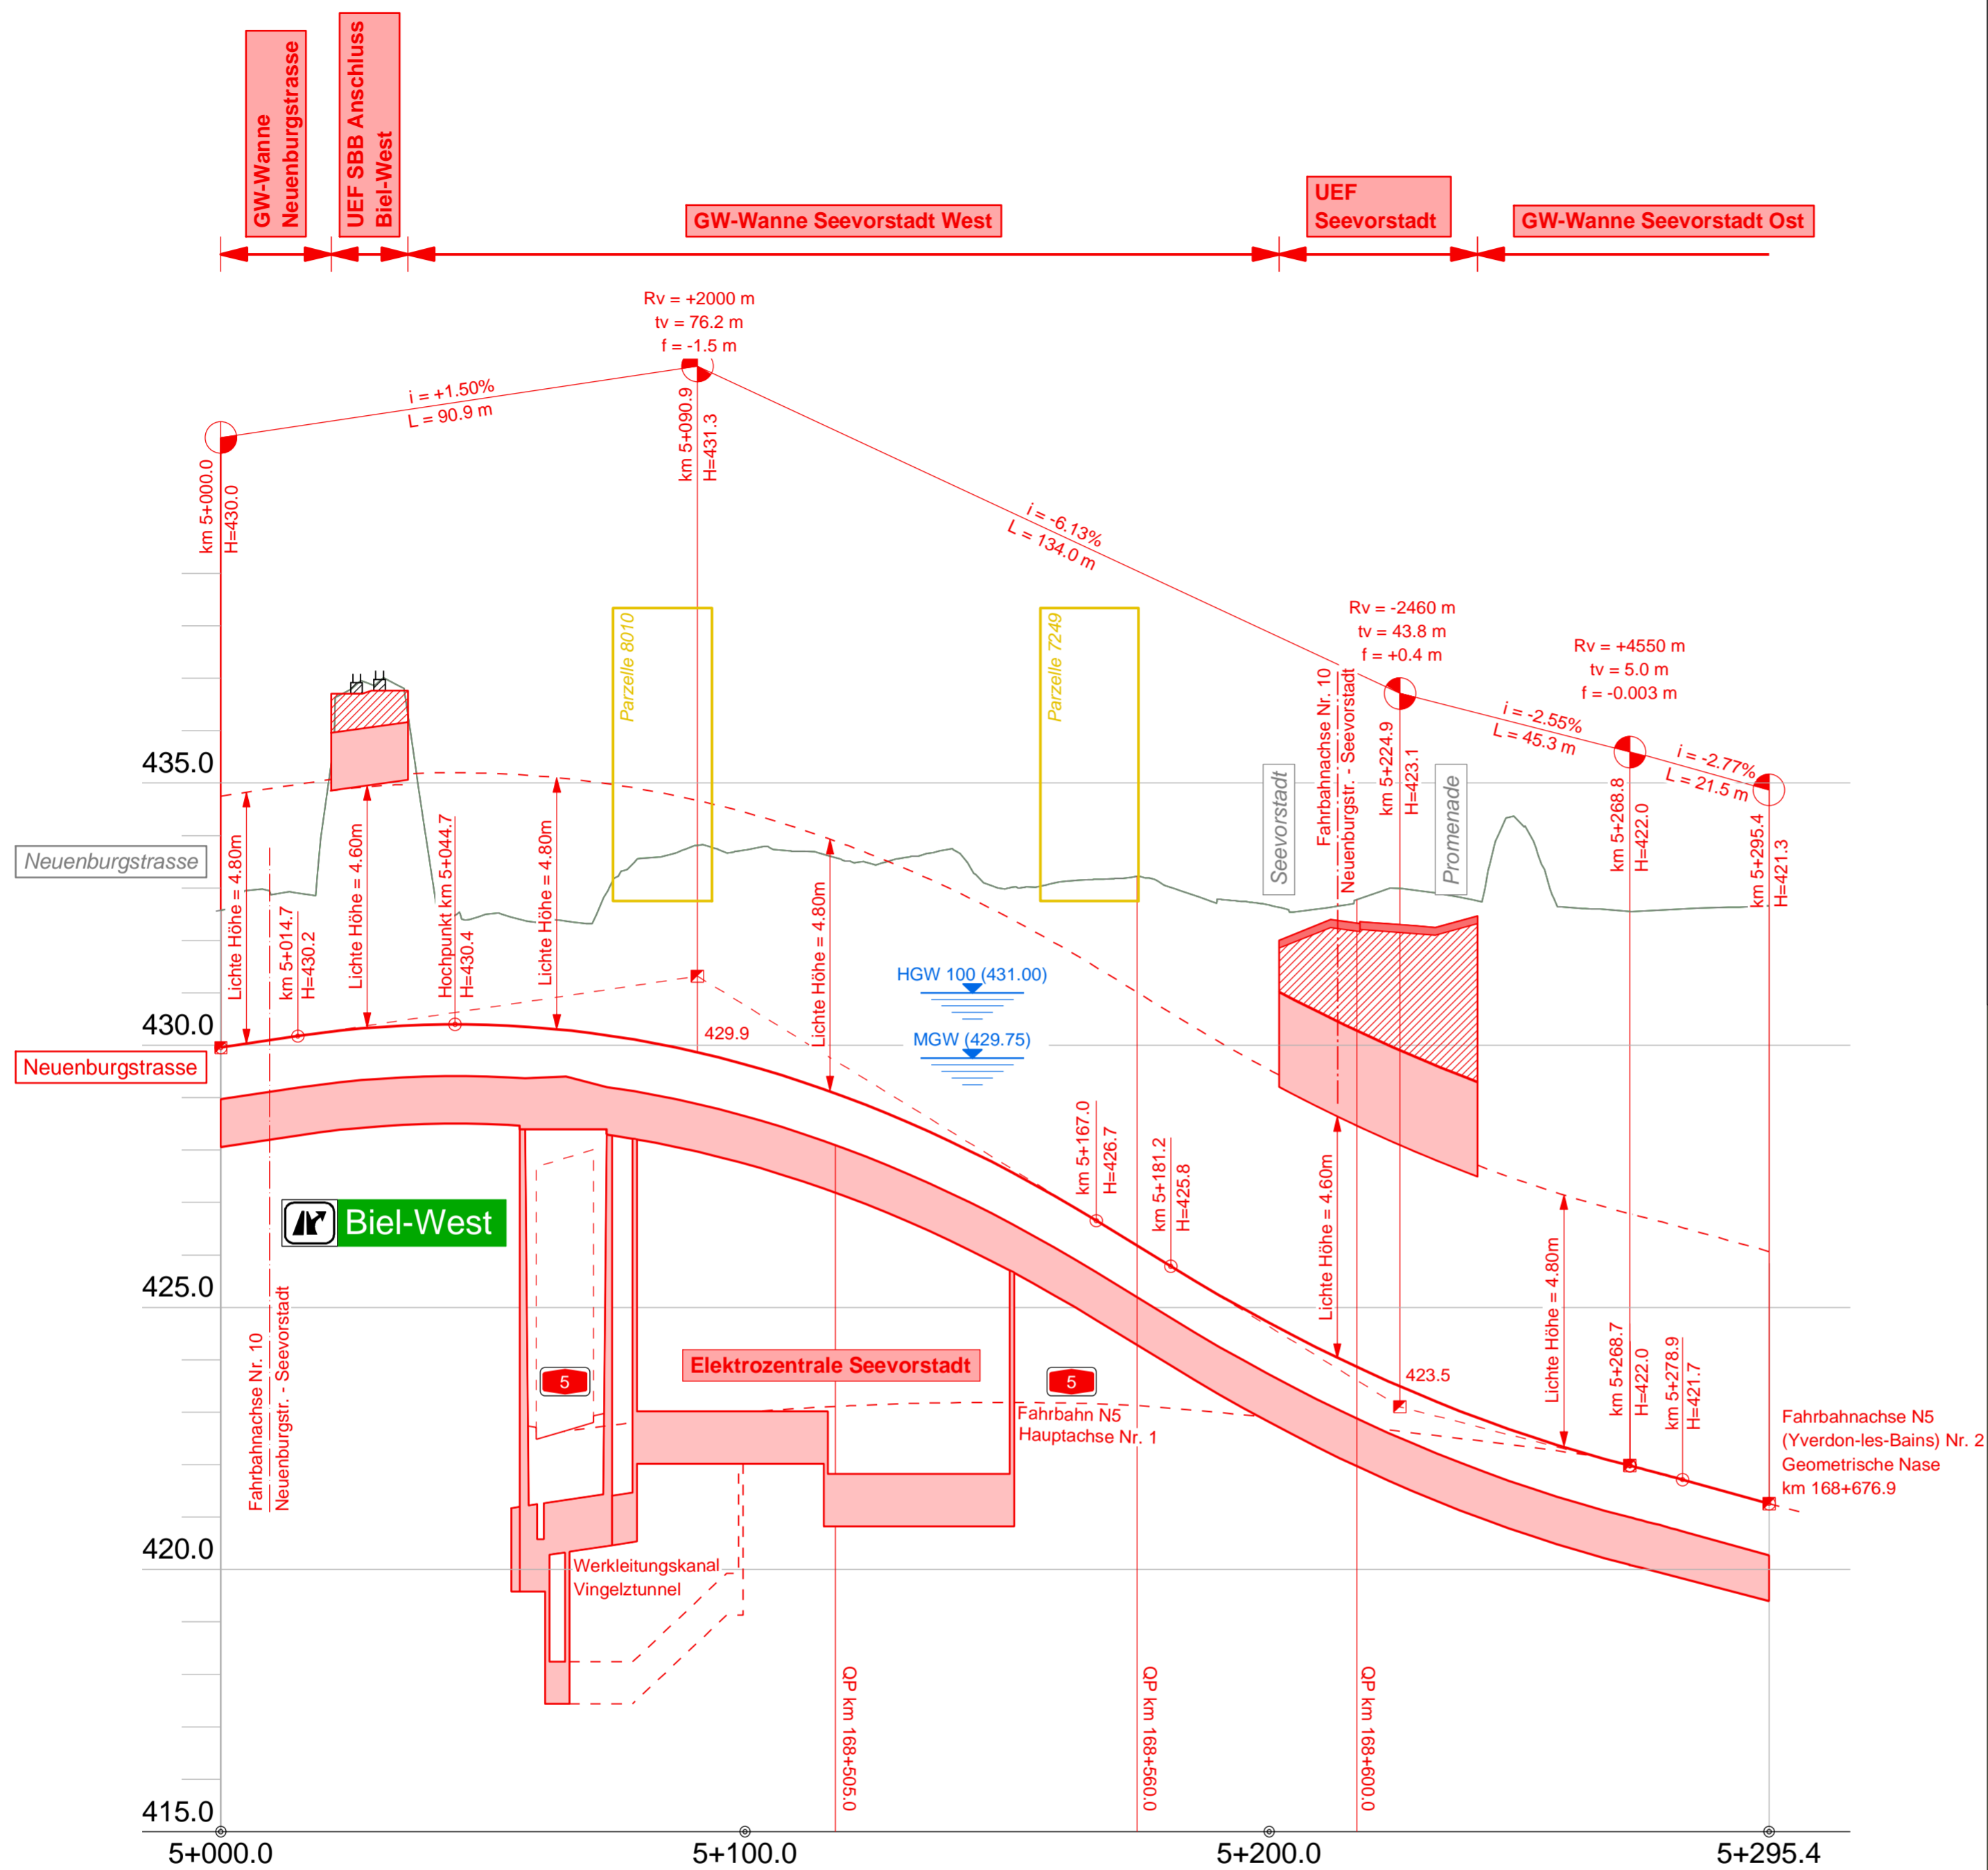 GW-Wanne
Neuenburgstrasse
UEF SBB Anschluss
Biel-West
GW-Wanne Seevorstadt West
UEF
Seevorstadt
GW-Wanne Seevorstadt Ost
Rv = +2000 m
tv = 76.2 m
f = -1.5 m
i = +1.50%
L = 90.9 m
km 5+000.0
H=430.0
km 5+090.9
H=431.3
i = -6.13%
L = 134.0 m
Rv = -2460 m
tv = 43.8 m
f = +0.4 m
Rv = +4550 m
tv = 5.0 m
f = -0.003 m
i = -2.55%
L = 45.3 m
i = -2.77%
L = 21.5 m
Parzelle 8010
Parzelle 7249
Fahrbahnachse Nr. 10
Neuenburgstr. - Seevorstadt
km 5+224.9
H=423.1
km 5+268.8
H=422.0
km 5+295.4
H=421.3
435.0
Neuenburgstrasse
Seevorstadt
Promenade
Lichte Höhe = 4.80m
km 5+014.7
H=430.2
Lichte Höhe = 4.60m
Hochpunkt km 5+044.7
H=430.4
Lichte Höhe = 4.80m
Lichte Höhe = 4.80m
HGW 100 (431.00)
MGW (429.75)
430.0
429.9
Neuenburgstrasse
km 5+167.0
H=426.7
km 5+181.2
H=425.8
Lichte Höhe = 4.60m
Lichte Höhe = 4.80m
Biel-West
425.0
Fahrbahnachse Nr. 10
Neuenburgstr. - Seevorstadt
5
Elektrozentrale Seevorstadt
5
Fahrbahn N5
Hauptachse Nr. 1
423.5
km 5+268.7
H=422.0
km 5+278.9
H=421.7
Fahrbahnachse N5
(Yverdon-les-Bains) Nr. 2
Geometrische Nase
km 168+676.9
420.0
Werkleitungskanal
Vingelztunnel
QP km 168+505.0
QP km 168+560.0
QP km 168+600.0
415.0
5+000.0
5+100.0
5+200.0
5+295.4